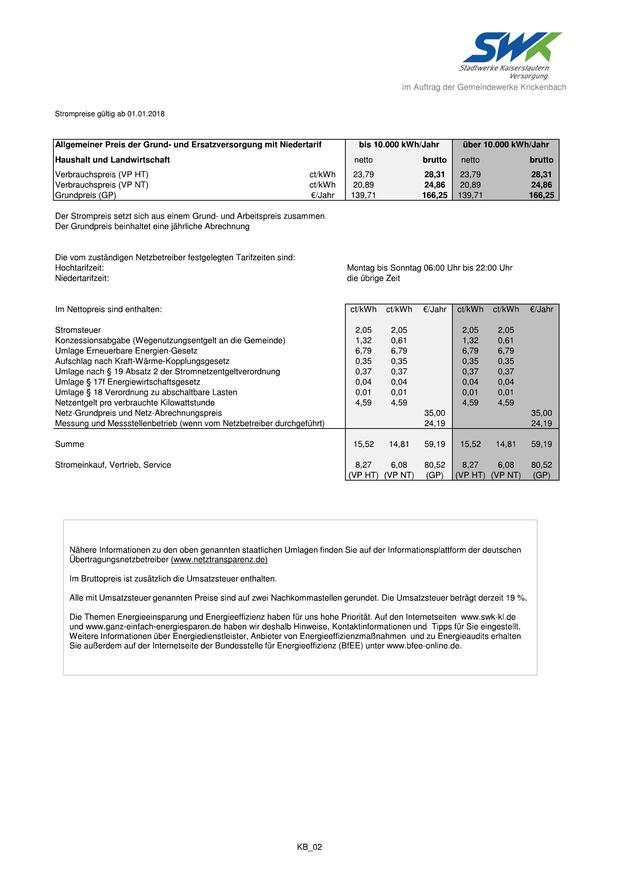 SWK
Stadtwerke Kaiserslautern
Versorgung
im Auftrag der Gemeindewerke Krickenbach
Strompreise gültig ab 01.01.2018
Allgemeiner Preis der Grund- und Ersatzversorgung mit Niedertarif bis 10.000 kWh/Jahr über 10.000 kWh/Jahr
Haushalt und Landwirtschaft netto brutto netto brutto
Verbrauchspreis (VP HT) ct/kWh 23,79 28,31 23,79 28,31
Verbrauchspreis (VP NT) ct/kWh 20,89 24,86 20,89 24,86
Grundpreis (GP) €/Jahr 139,71 166,25 139,71 166,25
Der Strompreis setzt sich aus einem Grund- und Arbeitspreis zusammen.
Der Grundpreis beinhaltet eine jährliche Abrechnung
Die vom zuständigen Netzbetreiber festgelegten Tarifzeiten sind:
Hochtarifzeit: Montag bis Sonntag 06:00 Uhr bis 22:00 Uhr
Niedertarifzeit: die übrige Zeit
Im Nettopreis sind enthalten: ct/kWh ct/kWh €/Jahr ct/kWh ct/kWh €/Jahr
Stromsteuer 2,05 2,05 2,05 2,05
Konzessionsabgabe (Wegenutzungsentgelt an die Gemeinde) 1,32 0,61 1,32 0,61
Umlage Erneuerbare Energien-Gesetz 6,79 6,79 6,79 6,79
Aufschlag nach Kraft-Wärme-Kopplungsgesetz 0,35 0,35 0,35 0,35
Umlage nach § 19 Absatz 2 der Stromnetzentgeltverordnung 0,37 0,37 0,37 0,37
Umlage § 17f Energiewirtschaftsgesetz 0,04 0,04 0,04 0,04
Umlage § 18 Verordnung zu abschaltbare Lasten 0,01 0,01 0,01 0,01
Netzentgelt pro verbrauchte Kilowattstunde 4,59 4,59 4,59 4,59
Netz-Grundpreis und Netz-Abrechnungspreis 35,00 35,00
Messung und Messstellenbetrieb (wenn vom Netzbetreiber durchgeführt) 24,19 24,19
Summe 15,52 14,81 59,19 15,52 14,81 59,19
Stromeinkauf, Vertrieb, Service 8,27 6,08 80,52 8,27 6,08 80,52
(VP HT) (VP NT) (GP) (VP HT) (VP NT) (GP)
Nähere Informationen zu den oben genannten staatlichen Umlagen finden Sie auf der Informationsplattform der deutschen
Übertragungsnetzbetreiber (www.netztransparenz.de)
Im Bruttopreis ist zusätzlich die Umsatzsteuer enthalten.
Alle mit Umsatzsteuer genannten Preise sind auf zwei Nachkommastellen gerundet. Die Umsatzsteuer beträgt derzeit 19 %.
Die Themen Energieeinsparung und Energieeffizienz haben für uns hohe Priorität. Auf den Internetseiten www.swk-kl.de
und www.ganz-einfach-energiesparen.de haben wir deshalb Hinweise, Kontaktinformationen und Tipps für Sie eingestellt.
Weitere Informationen über Energiedienstleister, Anbieter von Energieeffizienzmaßnahmen und zu Energieaudits erhalten
Sie außerdem auf der Internetseite der Bundesstelle für Energieeffizienz (BfEE) unter www.bfee-online.de.
KB_02